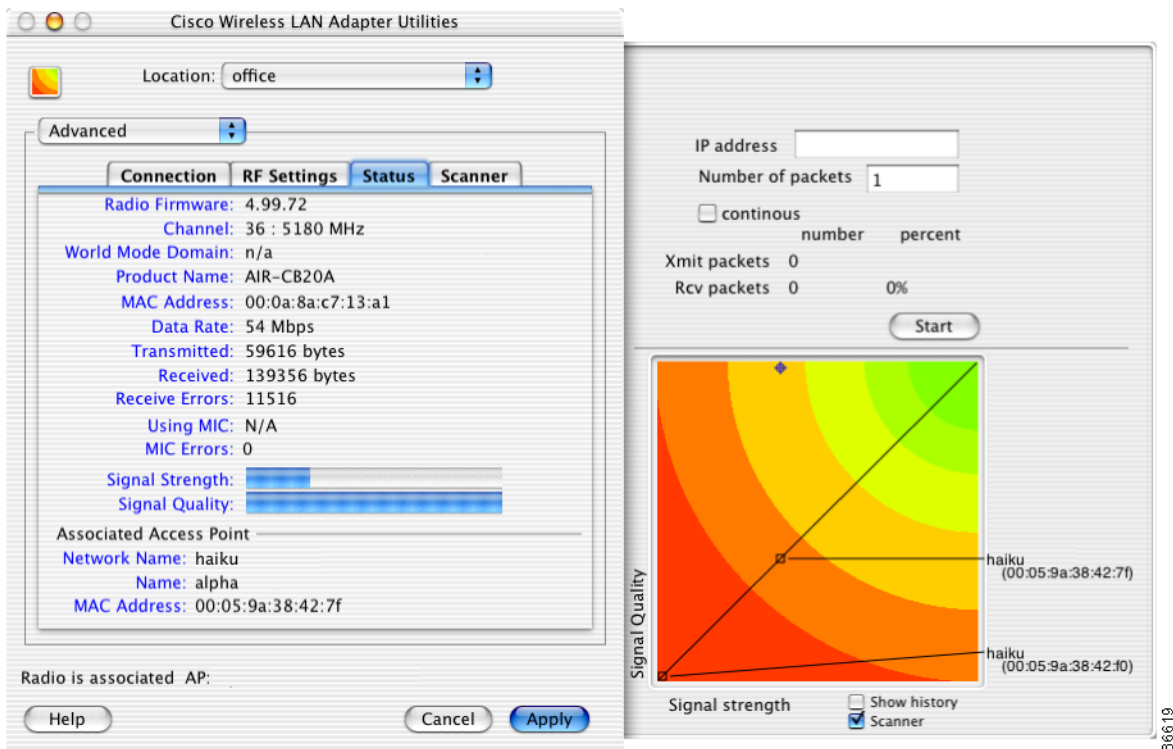 Cisco Wireless LAN Adapter Utilities
Location: office
Advanced
Connection RF Settings Status Scanner
Radio Firmware: 4.99.72
Channel: 36 : 5180 MHz
World Mode Domain: n/a
Product Name: AIR-CB20A
MAC Address: 00:0a:8a:c7:13:a1
Data Rate: 54 Mbps
Transmitted: 59616 bytes
Received: 139356 bytes
Receive Errors: 11516
Using MIC: N/A
MIC Errors: 0
Signal Strength:
Signal Quality:
Associated Access Point
Network Name: haiku
Name: alpha
MAC Address: 00:05:9a:38:42:7f
Radio is associated AP:
Help Cancel Apply
IP address
Number of packets 1
continous
number percent
Xmit packets 0
Rcv packets 0 0%
Start
Signal Quality
haiku
(00:05:9a:38:42:7f)
haiku
(00:05:9a:38:42:f0)
Signal strength
Show history
Scanner